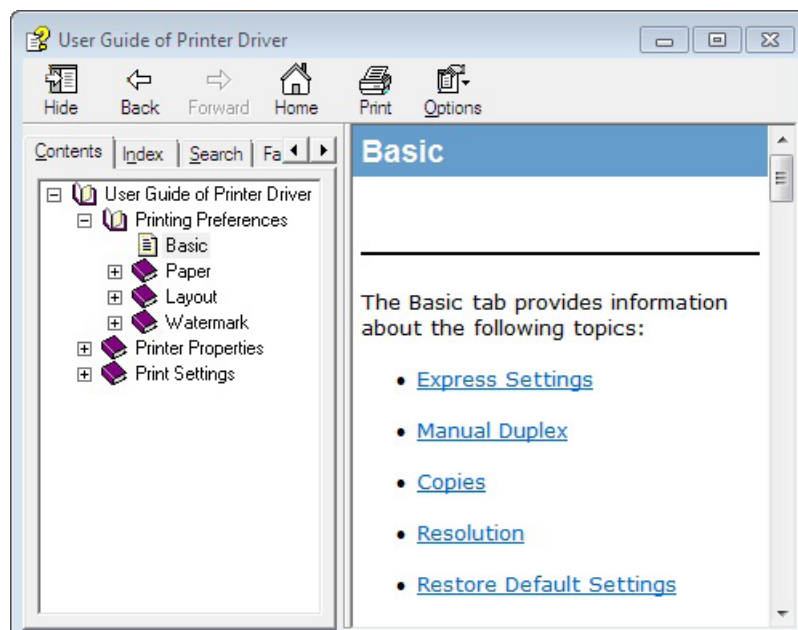 User Guide of Printer Driver
Hide Back Forward Home Print Options
Contents Index Search Fa
User Guide of Printer Driver
Printing Preferences
Basic
Paper
Layout
Watermark
Printer Properties
Print Settings
Basic
The Basic tab provides information
about the following topics:
• Express Settings
• Manual Duplex
• Copies
• Resolution
• Restore Default Settings